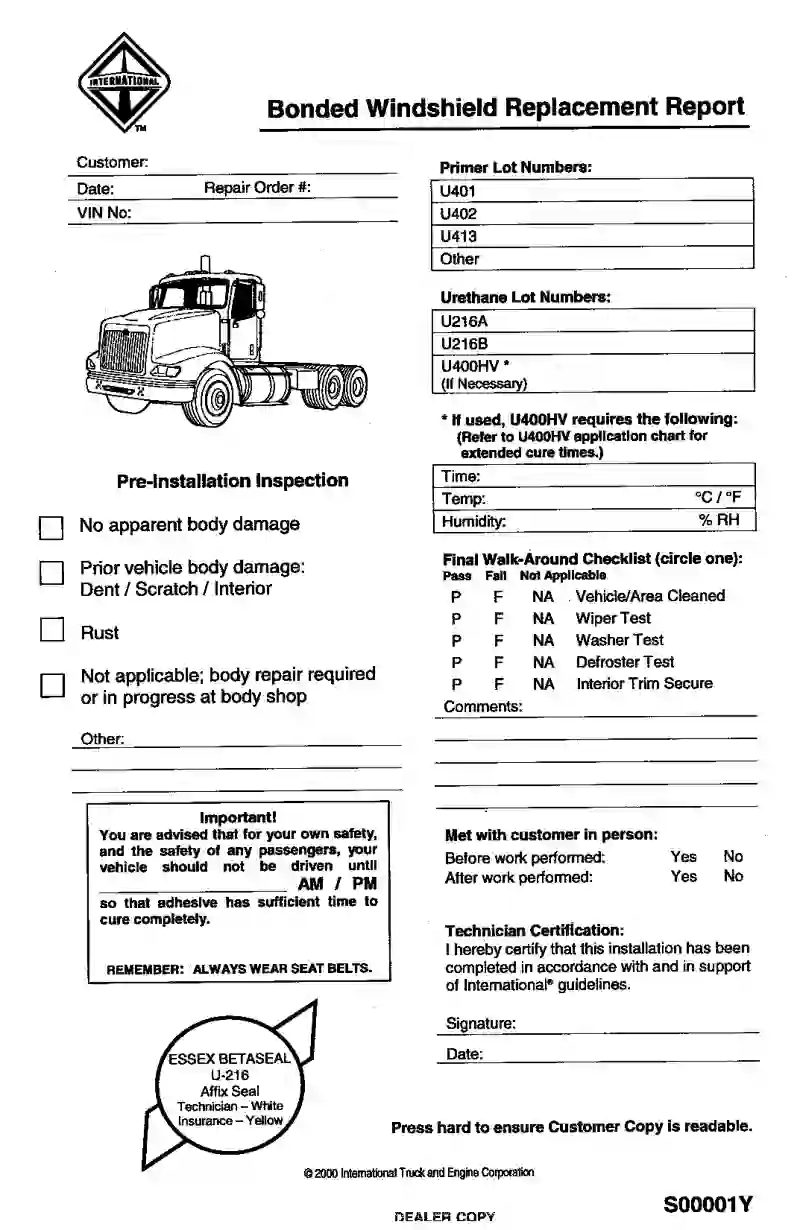 INTERNATIONAL
TM
Bonded Windshield Replacement Report
Customer:
Date: Repair Order #:
VIN No:
Pre-Installation Inspection
No apparent body damage
Prior vehicle body damage:
Dent / Scratch / Interior
Rust
Not applicable; body repair required
or in progress at body shop
Other:
Important!
You are advised that for your own safety,
and the safety of any passengers, your
vehicle should not be driven until
AM / PM
so that adhesive has sufficient time to
cure completely.
REMEMBER: ALWAYS WEAR SEAT BELTS.
ESSEX BETASEAL
U-216
Affix Seal
Technician – White
Insurance – Yellow
Primer Lot Numbers:
U401
U402
U413
Other
Urethane Lot Numbers:
U216A
U216B
U400HV *
(If Necessary)
* If used, U400HV requires the following:
(Refer to U400HV application chart for
extended cure times.)
Time:
Temp: °C / °F
Humidity: % RH
Final Walk-Around Checklist (circle one):
Pass Fail Not Applicable
P F NA Vehicle/Area Cleaned
P F NA Wiper Test
P F NA Washer Test
P F NA Defroster Test
P F NA Interior Trim Secure
Comments:
Met with customer in person:
Before work performed: Yes No
After work performed: Yes No
Technician Certification:
I hereby certify that this installation has been
completed in accordance with and in support
of International® guidelines.
Signature:
Date:
Press hard to ensure Customer Copy is readable.
© 2000 International Truck and Engine Corporation
S00001Y
DEALER COPY